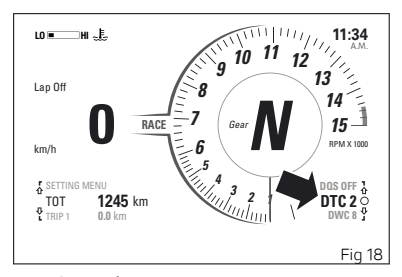 LO HI
11:34
A.M.
Lap Off
0
km/h
RACE
1
2
3
4
5
6
7
8
9
10
11
12
13
14
15
RPM X 1000
Gear N
SETTING MENU
TOT 1245 km
TRIP 1 0.0 km
DQS OFF
DTC 2
DWC 8
Fig 18